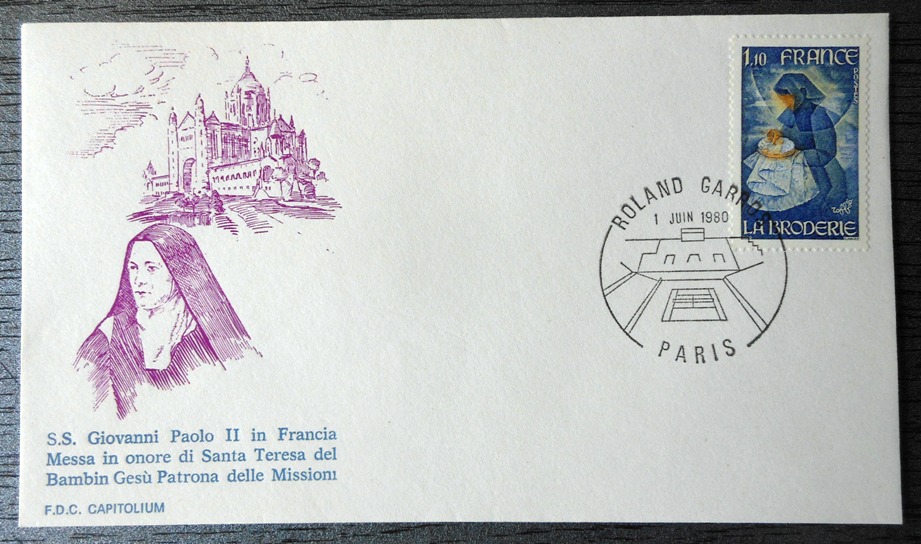 1,10 FRANCE
POSTES
LA BRODERIE
ROLAND GARROS
1 JUIN 1980
PARIS
S.S. Giovanni Paolo II in Francia
Messa in onore di Santa Teresa del
Bambin Gesù Patrona delle Missioni
F.D.C. CAPITOLIUM